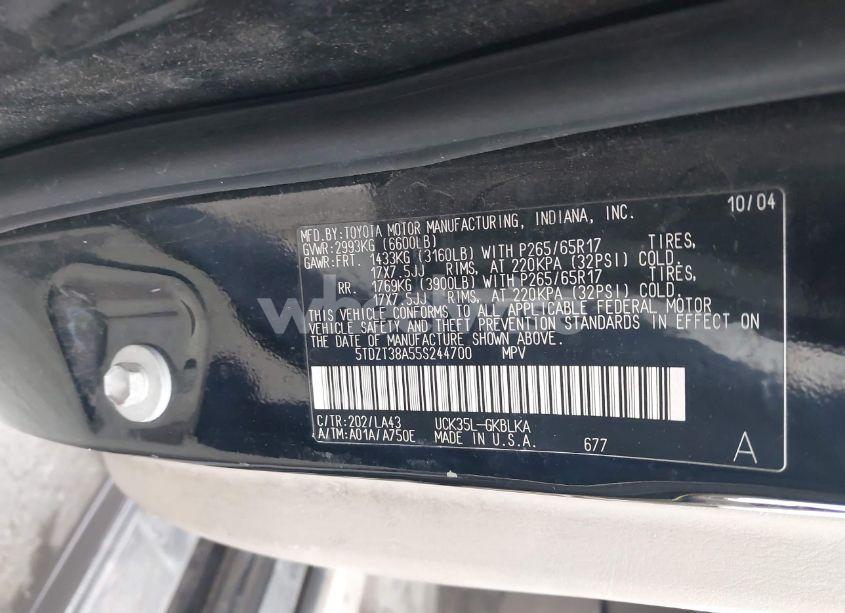 10/04
MFD.BY:TOYOTA MOTOR MANUFACTURING, INDIANA, INC.
GVWR:2993KG (6600LB)
GAWR:FRT. 1433KG (3160LB) WITH P265/65R17 TIRES,
17X7.5JJ RIMS, AT 220KPA (32PSI) COLD.
RR. 1769KG (3900LB) WITH P265/65R17 TIRES,
17X7.5JJ RIMS, AT 220KPA (32PSI) COLD.
THIS VEHICLE CONFORMS TO ALL APPLICABLE FEDERAL MOTOR
VEHICLE SAFETY AND THEFT PREVENTION STANDARDS IN EFFECT ON
THE DATE OF MANUFACTURE SHOWN ABOVE.
5TDZT38A55S244700 MPV
C/TR:202/LA43 UCK35L-GKBLKA
A/TM:A01A/A750E MADE IN U.S.A. 677
A